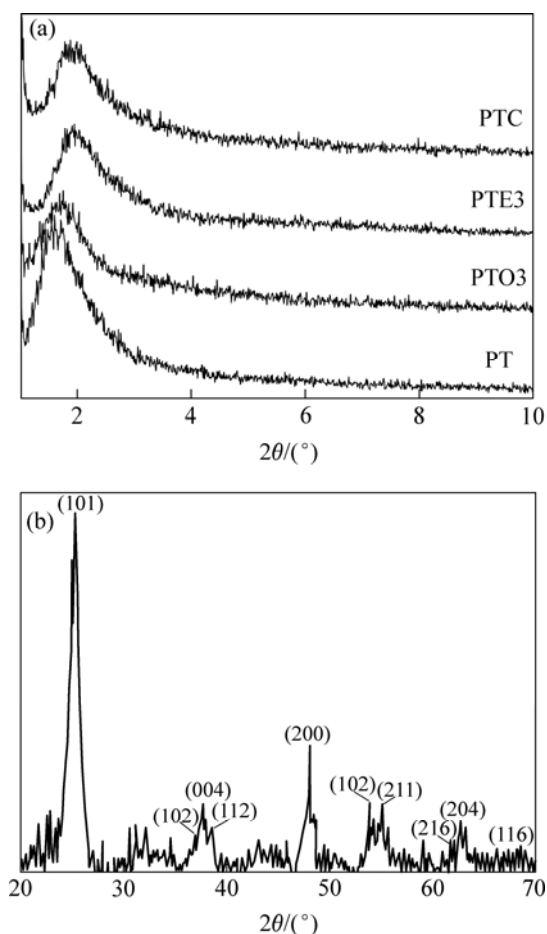 (a)
PTC
PTE3
PTO3
PT
2 4 6 8 10
2θ/(°)
(b)
(101)
(200)
(004)
(102) (112)
(102) (211)
(216) (204) (116)
20 30 40 50 60 70
2θ/(°)